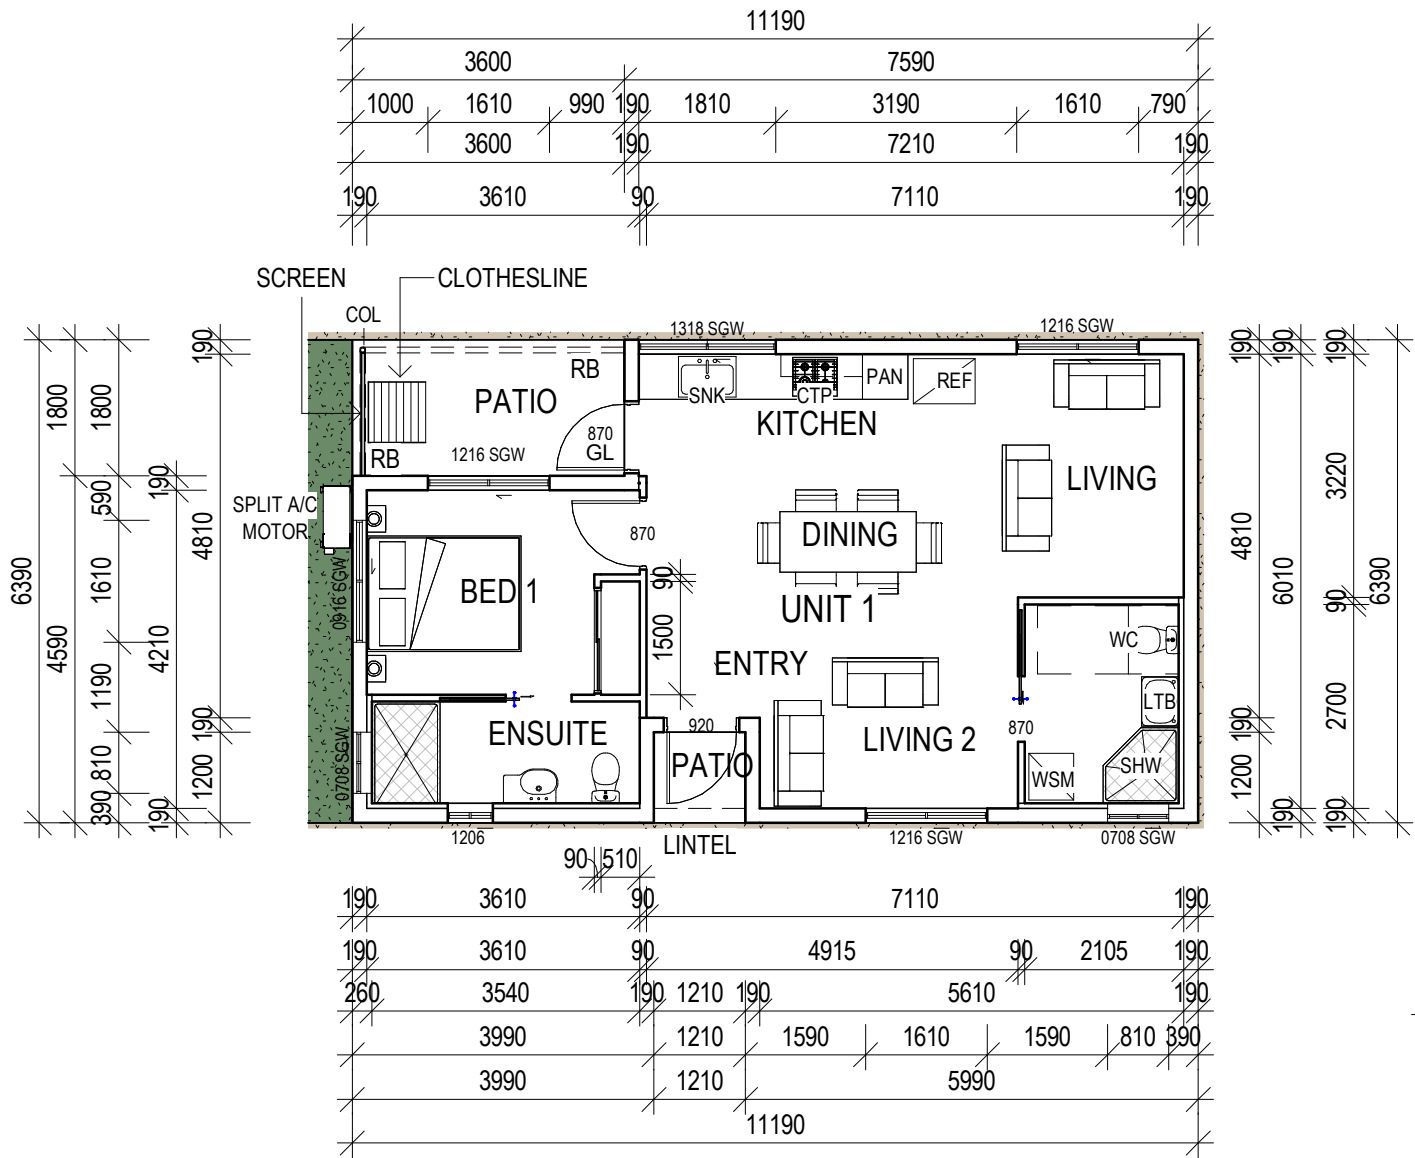 11190
3600 7590
1000 1610 990 190 1810 3190 1610 790
3600 190 7210 190
190 3610 90 7110 190
SCREEN CLOTHESLINE
COL
1318 SGW 1216 SGW
RB
SNK CTP PAN REF
PATIO KITCHEN
870
GL
RB 1216 SGW
LIVING
SPLIT A/C
MOTOR
870 DINING
0916 SGW
BED 1
90
UNIT 1
1500
ENTRY
WC
LTB
ENSUITE 920 LIVING 2 870
PATIO
SHW
WSM
0708 SGW
1206 LINTEL 1216 SGW 0708 SGW
6390
1800
4590
1800
590
1610
1190
810
390
190
4210
190
190
4810
190
1200
190
4810
190
1200
190
6010
190
190
3220
90
2700
190
6390
90 510
190 3610 90 7110 190
190 3610 90 4915 90 2105 190
260 3540 190 1210 190 5610 190
3990 1210 1590 1610 1590 810 390
3990 1210 5990
11190